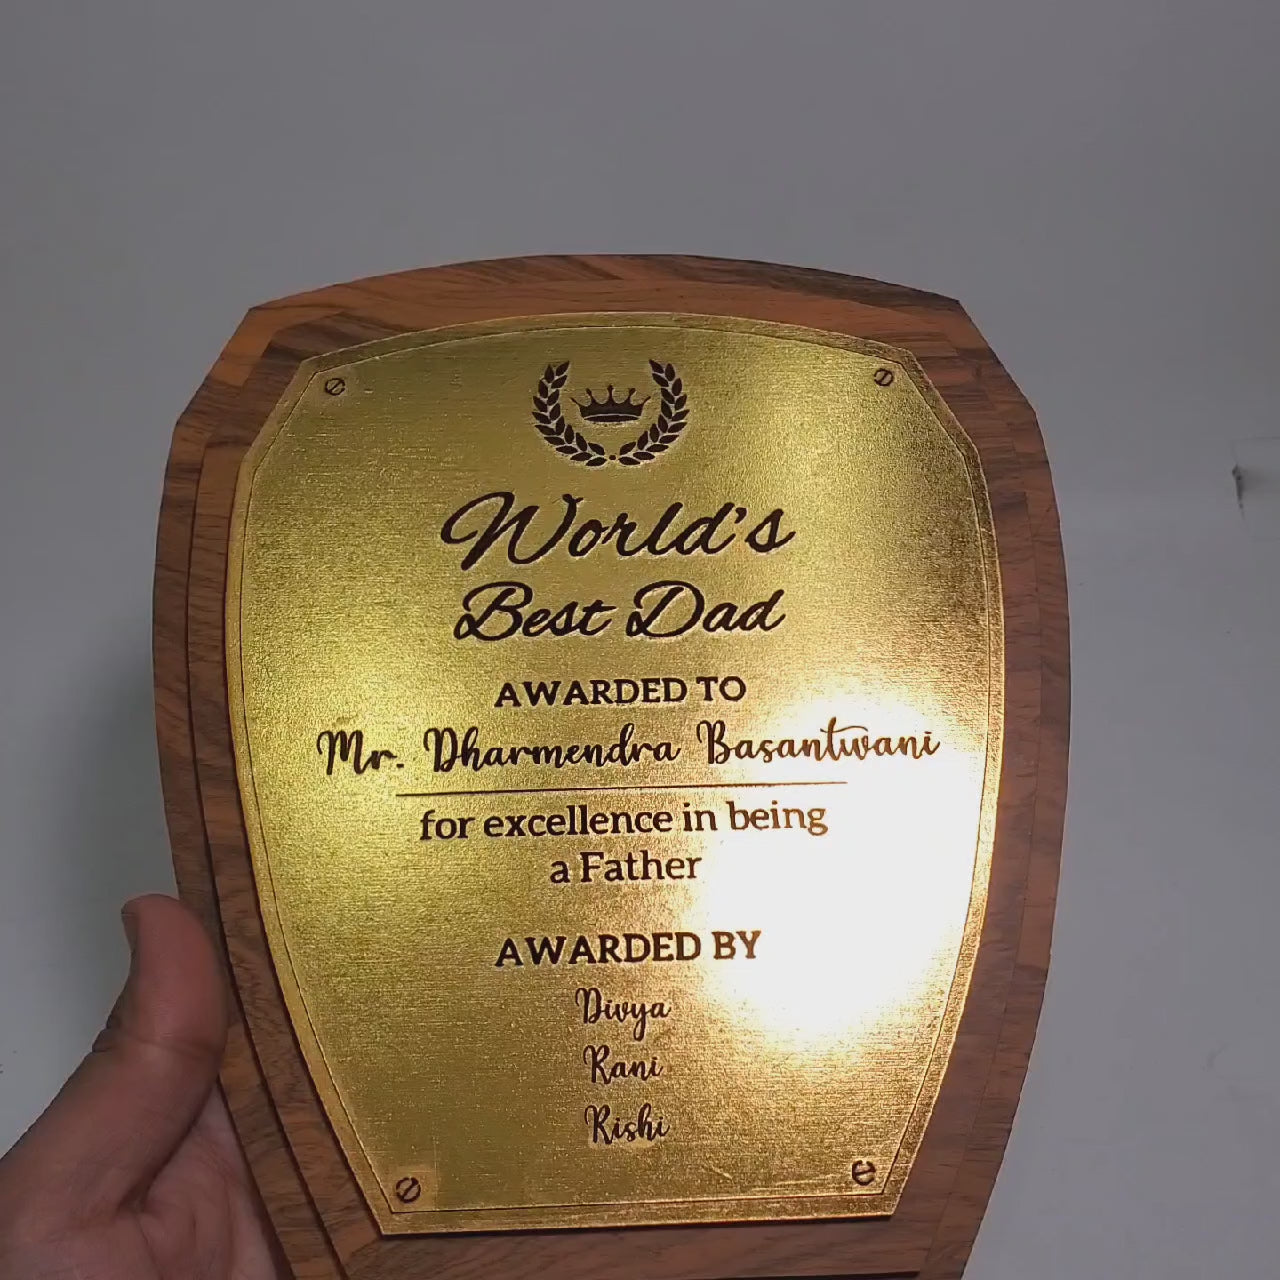 World's
Best Dad
AWARDED TO
Mr. Dharmendra Basantwani
for excellence in being
a Father
AWARDED BY
Divya
Rani
Rishi